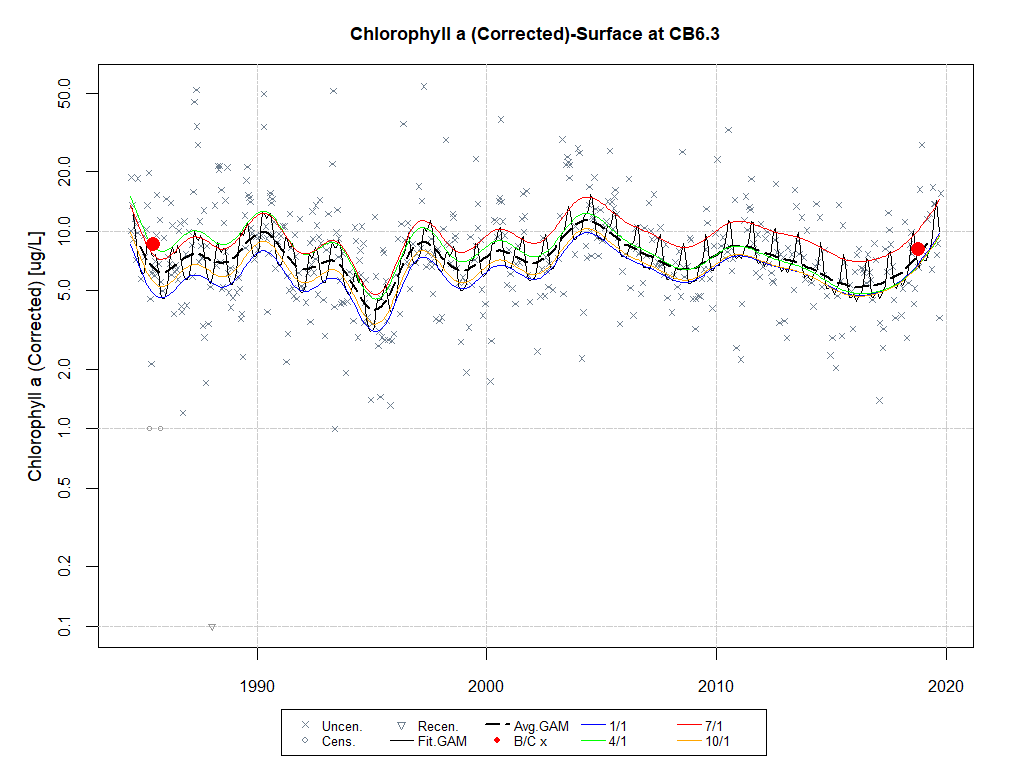 Chlorophyll a (Corrected)-Surface at CB6.3
Chlorophyll a (Corrected) [ug/L]
50.0
20.0
10.0
5.0
2.0
1.0
0.5
0.2
0.1
1990 2000 2010 2020
Uncen. Recen. Avg.GAM 1/1 7/1
Cens. Fit.GAM B/C x 4/1 10/1